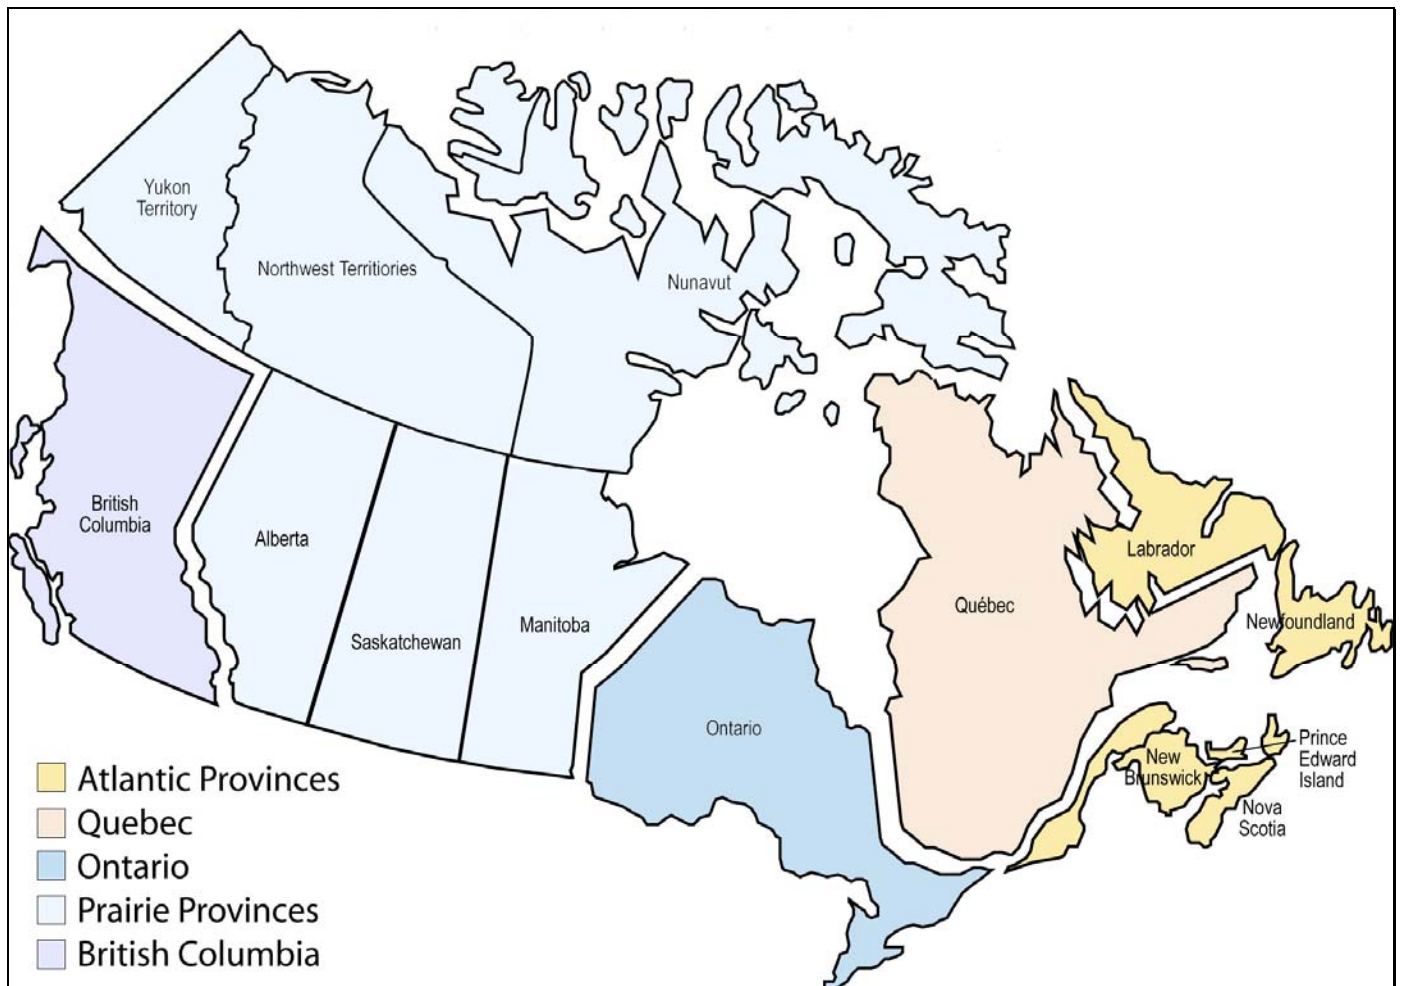 Yukon
Territory
Northwest Territiories
Nunavut
British
Columbia
Alberta
Saskatchewan
Manitoba
Ontario
Québec
Labrador
Newfoundland
New
Brunswick
Prince
Edward
Island
Nova
Scotia
Atlantic Provinces
Quebec
Ontario
Prairie Provinces
British Columbia